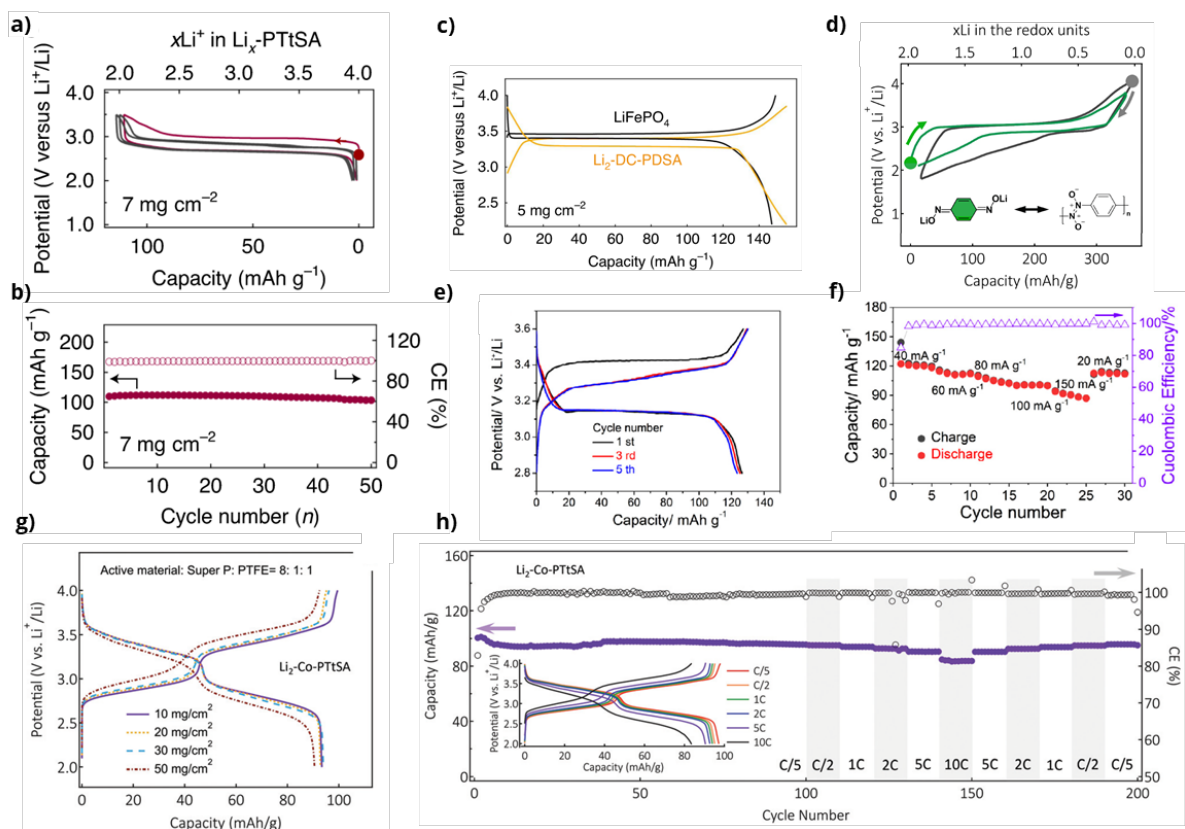 a)
xLi⁺ in Liₓ-PTtSA
2.0 2.5 3.0 3.5 4.0
4.0
3.0
2.0
1.0
Potential (V versus Li⁺/Li)
7 mg cm⁻²
100 50 0
Capacity (mAh g⁻¹)
c)
4.0
3.5
3.0
2.5
Potential (V versus Li⁺/Li)
LiFePO₄
Li₂-DC-PDSA
5 mg cm⁻²
0 20 40 60 80 100 120 140
Capacity (mAh g⁻¹)
d)
xLi in the redox units
2.0 1.5 1.0 0.5 0.0
4
3
2
1
Potential (V vs. Li⁺/Li)
OLi
N
N
LiO
O⁻
N⁺
N⁺
O⁻
n
0 100 200 300
Capacity (mAh/g)
b)
200
150
100
50
0
Capacity (mAh g⁻¹)
100
80
60
40
20
0
CE (%)
7 mg cm⁻²
10 20 30 40 50
Cycle number (n)
e)
3.6
3.4
3.2
3.0
2.8
Potential/ V vs. Li⁺/Li
Cycle number
1 st
3 rd
5 th
0 20 40 60 80 100 120 140
Capacity/ mAh g⁻¹
f)
180
150
120
90
60
30
0
Capacity/ mAh g⁻¹
40 mA g⁻¹
60 mA g⁻¹
80 mA g⁻¹
100 mA g⁻¹
150 mA g⁻¹
20 mA g⁻¹
Charge
Discharge
100
80
60
40
20
0
Cuolombic Efficiency/%
0 5 10 15 20 25 30
Cycle number
g)
Active material: Super P: PTFE= 8: 1: 1
4.0
3.5
3.0
2.5
2.0
Potential (V vs. Li⁺/Li)
Li₂-Co-PTtSA
10 mg/cm²
20 mg/cm²
30 mg/cm²
50 mg/cm²
0 20 40 60 80 100
Capacity (mAh/g)
h)
160
120
80
40
0
Capacity (mAh/g)
Li₂-Co-PTtSA
4.0
3.5
3.0
2.5
2.0
Potential (V vs. Li⁺/Li)
C/5
C/2
1C
2C
5C
10C
0 20 40 60 80 100
Capacity (mAh/g)
C/5 C/2 1C 2C 5C 10C 5C 2C 1C C/2 C/5
100
90
80
70
60
50
CE (%)
0 50 100 150 200
Cycle Number